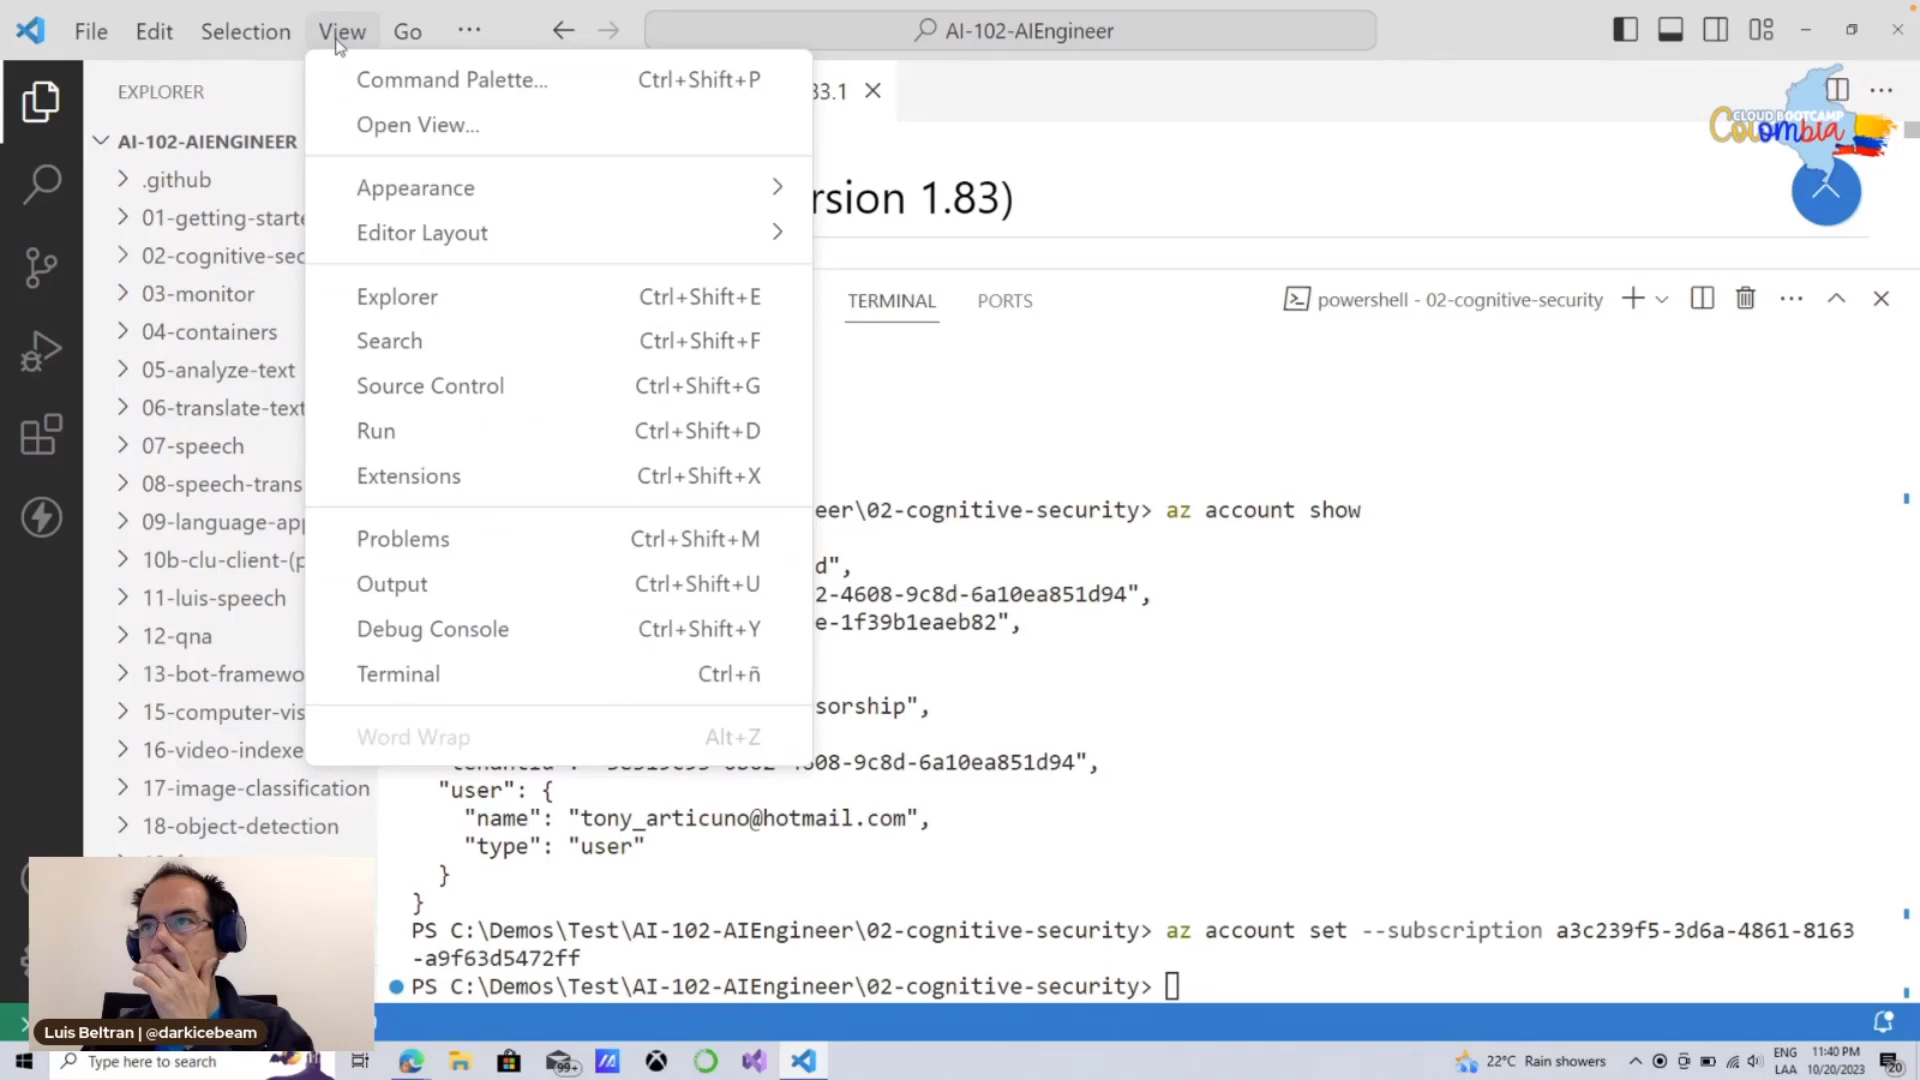 File Edit Selection View Go ··· AI-102-AIEngineer
EXPLORER
AI-102-AIENGINEER
.github
01-getting-starte
02-cognitive-sec
03-monitor
04-containers
05-analyze-text
06-translate-text
07-speech
08-speech-trans
09-language-app
10b-clu-client-(p
11-luis-speech
12-qna
13-bot-framewo
15-computer-vis
16-video-indexe
17-image-classification
18-object-detection
Command Palette... Ctrl+Shift+P
Open View...
Appearance
Editor Layout
Explorer Ctrl+Shift+E
Search Ctrl+Shift+F
Source Control Ctrl+Shift+G
Run Ctrl+Shift+D
Extensions Ctrl+Shift+X
Problems Ctrl+Shift+M
Output Ctrl+Shift+U
Debug Console Ctrl+Shift+Y
Terminal Ctrl+ñ
Word Wrap Alt+Z
83.1
CLOUD BOOTCAMP
Colombia
rsion 1.83)
TERMINAL PORTS powershell - 02-cognitive-security
eer\02-cognitive-security> az account show
d",
2-4608-9c8d-6a10ea851d94",
e-1f39b1eaeb82",
sorship",
08-9c8d-6a10ea851d94",
"user": {
"name": "tony_articuno@hotmail.com",
"type": "user"
}
}
PS C:\Demos\Test\AI-102-AIEngineer\02-cognitive-security> az account set --subscription a3c239f5-3d6a-4861-8163
-a9f63d5472ff
PS C:\Demos\Test\AI-102-AIEngineer\02-cognitive-security>
Luis Beltran | @darkicebeam
Type here to search
99+
22°C Rain showers
ENG
LAA
11:40 PM
10/20/2023
20